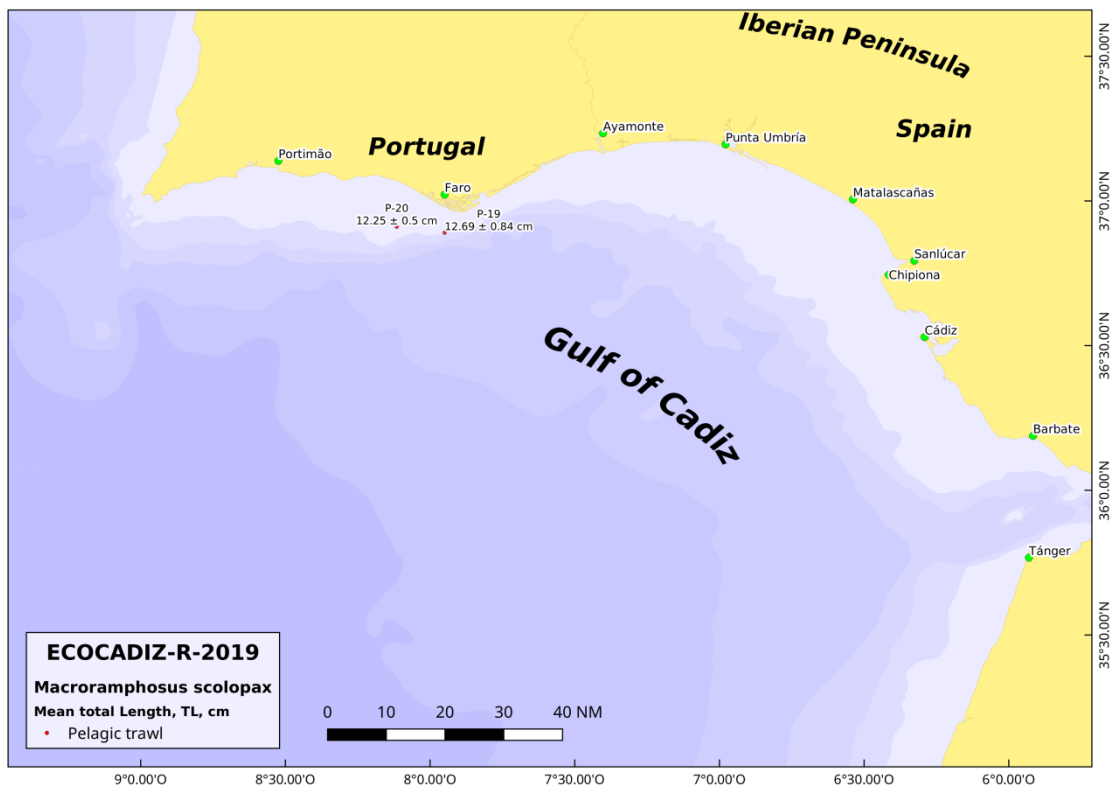 Iberian Peninsula
37°30.00'N
Spain
Ayamonte
Punta Umbría
Portugal
Portimão
Faro
Matalascañas
37°0.00'N
P-20
12.25 ± 0.5 cm
P-19
12.69 ± 0.84 cm
Sanlúcar
Chipiona
Cádiz
36°30.00'N
Gulf of Cadiz
Barbate
36°0.00'N
Tánger
35°30.00'N
ECOCADIZ-R-2019
Macroramphosus scolopax
Mean total Length, TL, cm
Pelagic trawl
0 10 20 30 40 NM
9°0.00'O 8°30.00'O 8°0.00'O 7°30.00'O 7°0.00'O 6°30.00'O 6°0.00'O